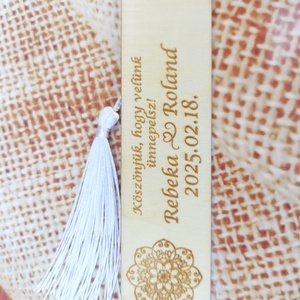 Köszönjük, hogy velünk
ünnepelsz!
Rebeka Roland
2025.02.18.